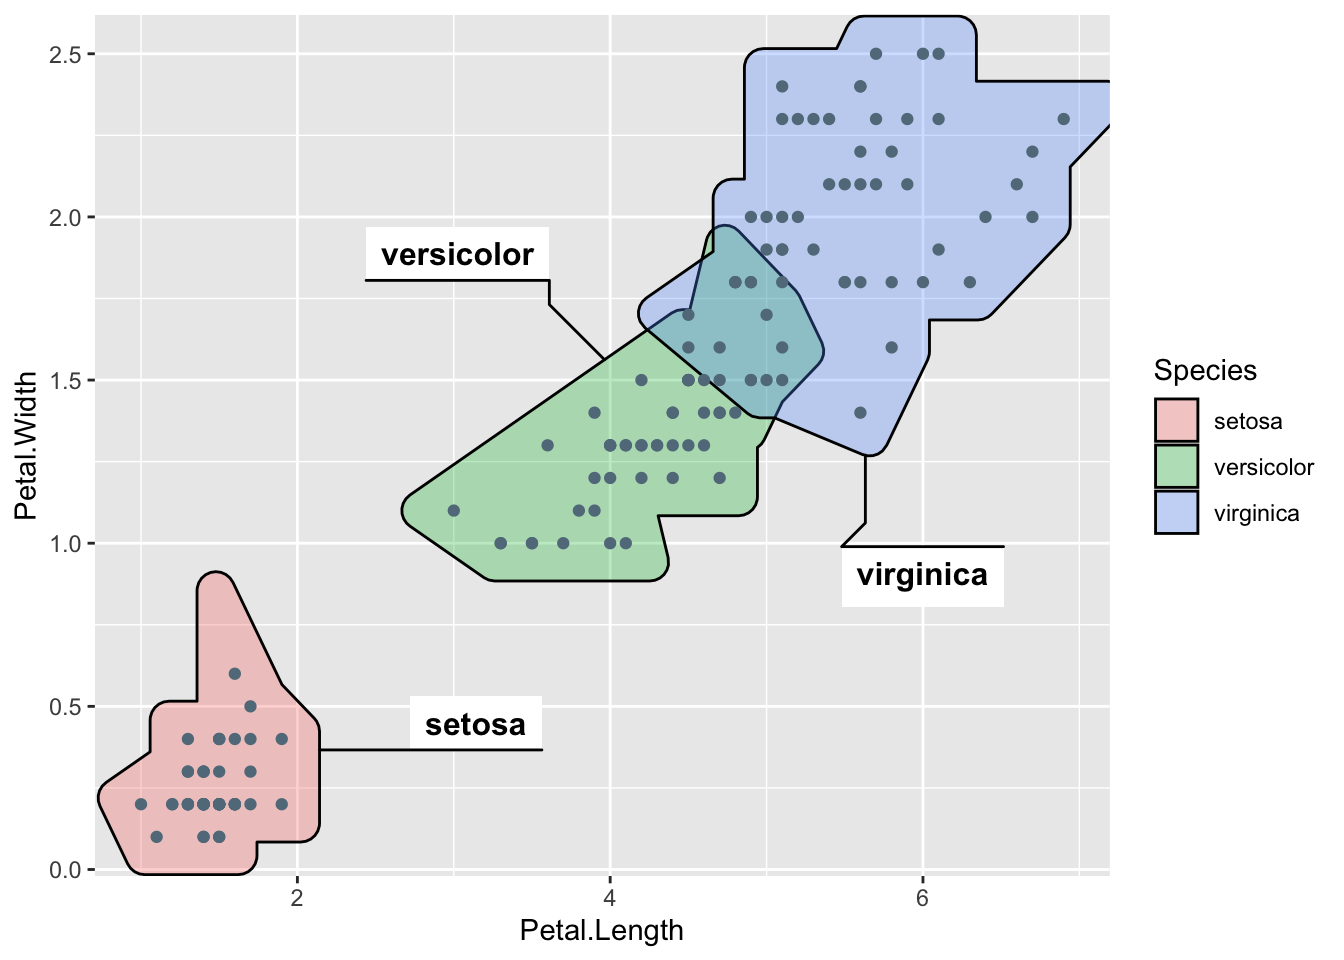 2.5
2.0
1.5
1.0
0.5
0.0
Petal.Width
versicolor
virginica
setosa
2
4
6
Petal.Length
Species
setosa
versicolor
virginica